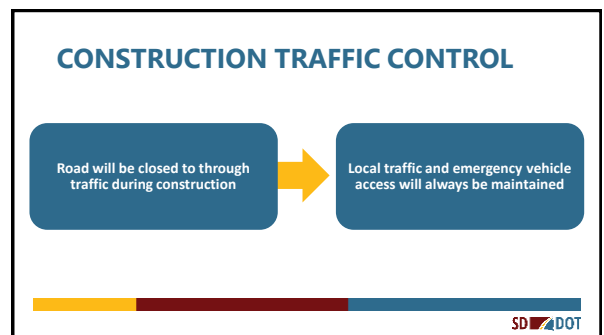 CONSTRUCTION TRAFFIC CONTROL
Road will be closed to through
traffic during construction
Local traffic and emergency vehicle
access will always be maintained
SD DOT